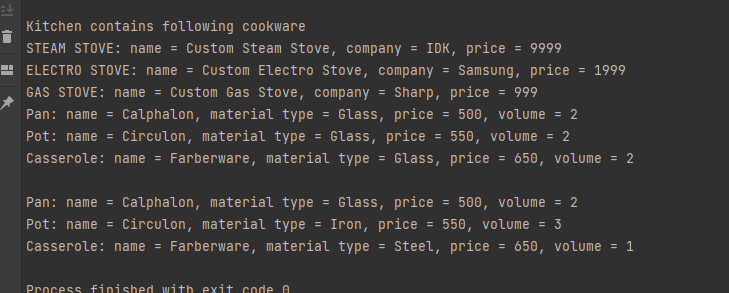 Kitchen contains following cookware
STEAM STOVE: name = Custom Steam Stove, company = IDK, price = 9999
ELECTRO STOVE: name = Custom Electro Stove, company = Samsung, price = 1999
GAS STOVE: name = Custom Gas Stove, company = Sharp, price = 999
Pan: name = Calphalon, material type = Glass, price = 500, volume = 2
Pot: name = Circulon, material type = Glass, price = 550, volume = 2
Casserole: name = Farberware, material type = Glass, price = 650, volume = 2
Pan: name = Calphalon, material type = Glass, price = 500, volume = 2
Pot: name = Circulon, material type = Iron, price = 550, volume = 3
Casserole: name = Farberware, material type = Steel, price = 650, volume = 1
Process finished with exit code 0